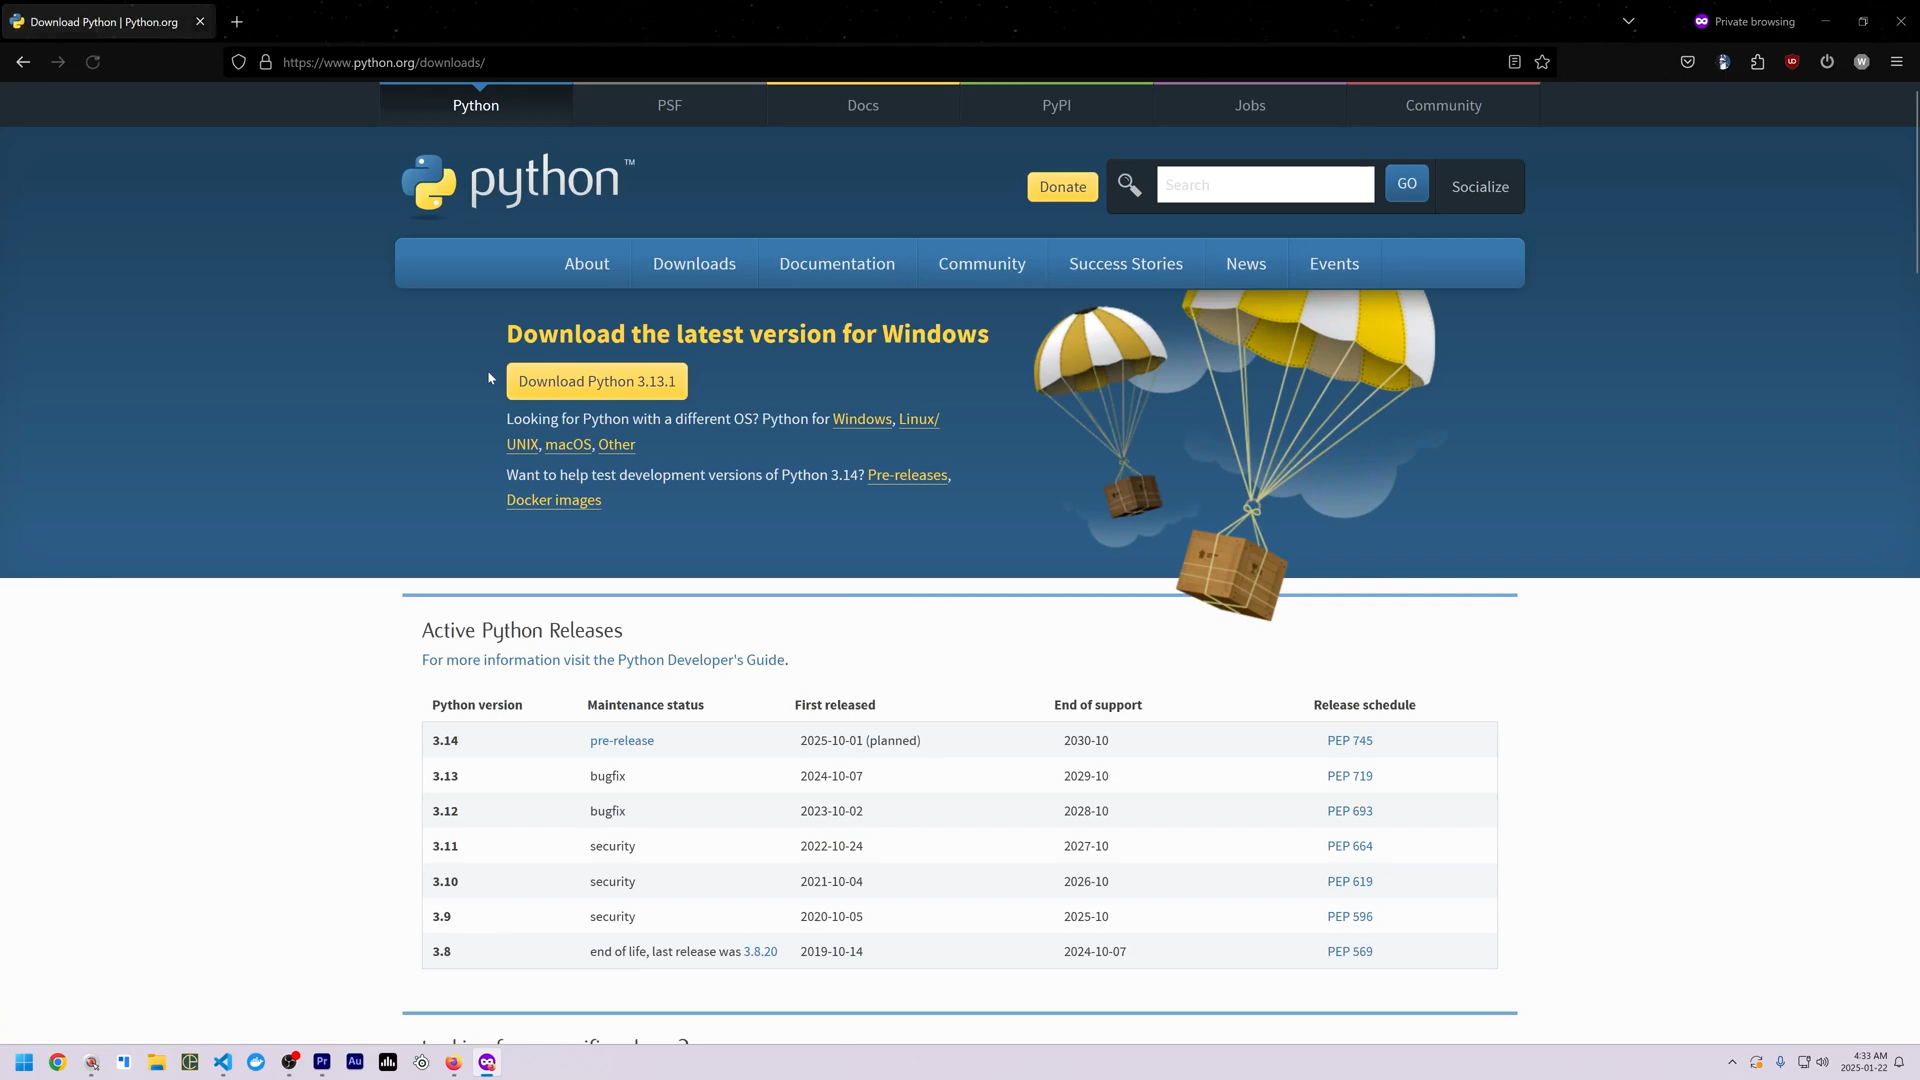 Download Python | Python.org
Private browsing
https://www.python.org/downloads/
W
Python
PSF
Docs
PyPI
Jobs
Community
python™
Donate
Search
GO
Socialize
About
Downloads
Documentation
Community
Success Stories
News
Events
Download the latest version for Windows
Download Python 3.13.1
Looking for Python with a different OS? Python for Windows, Linux/
UNIX, macOS, Other
Want to help test development versions of Python 3.14? Pre-releases,
Docker images
Active Python Releases
For more information visit the Python Developer's Guide.
Python version Maintenance status First released End of support Release schedule
3.14 pre-release 2025-10-01 (planned) 2030-10 PEP 745
3.13 bugfix 2024-10-07 2029-10 PEP 719
3.12 bugfix 2023-10-02 2028-10 PEP 693
3.11 security 2022-10-24 2027-10 PEP 664
3.10 security 2021-10-04 2026-10 PEP 619
3.9 security 2020-10-05 2025-10 PEP 596
3.8 end of life, last release was 3.8.20 2019-10-14 2024-10-07 PEP 569
Pr
Au
4:33 AM
2025-01-22